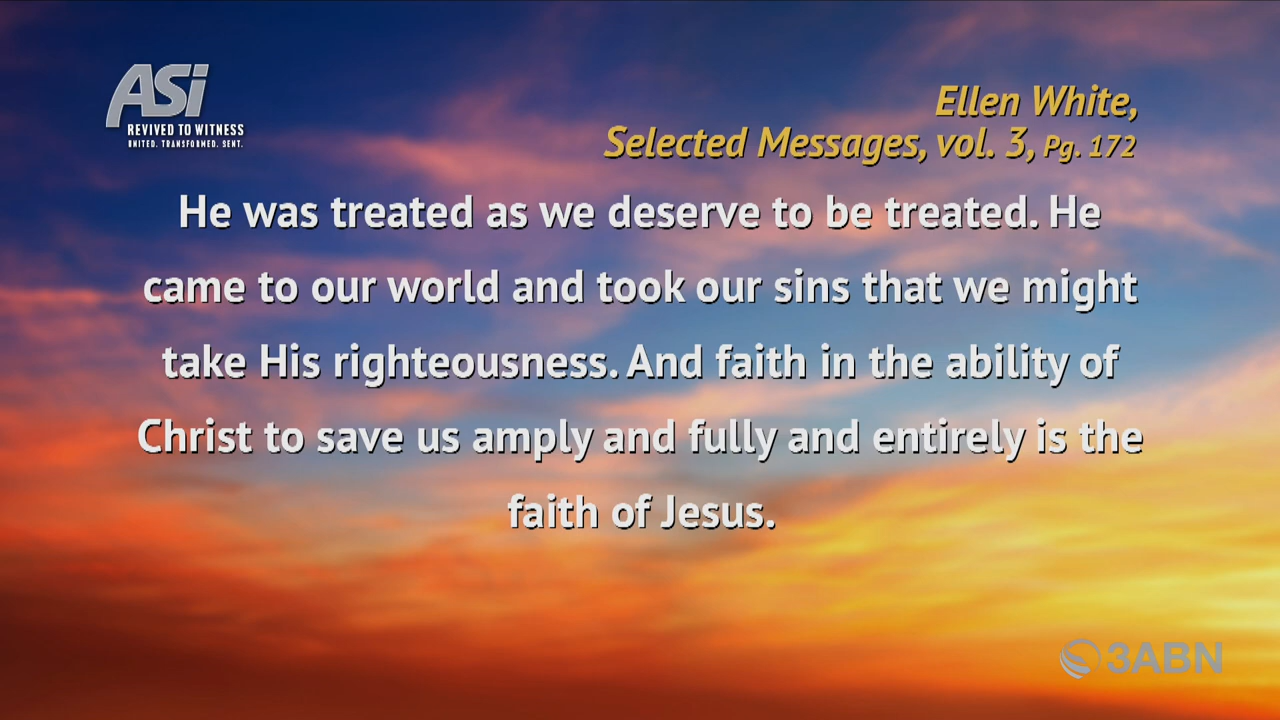 ASi
REVIVED TO WITNESS
UNITED. TRANSFORMED. SENT.
Ellen White,
Selected Messages, vol. 3, Pg. 172
He was treated as we deserve to be treated. He
came to our world and took our sins that we might
take His righteousness. And faith in the ability of
Christ to save us amply and fully and entirely is the
faith of Jesus.
3ABN